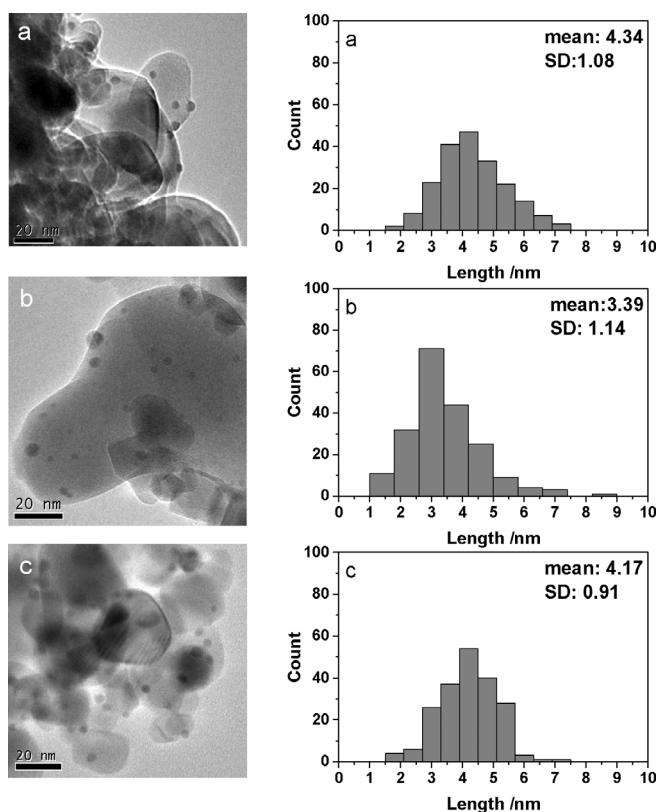 a
20 nm
a
mean: 4.34
SD:1.08
100
80
60
40
20
0
Count
0 1 2 3 4 5 6 7 8 9 10
Length /nm
b
20 nm
b
mean:3.39
SD: 1.14
100
80
60
40
20
0
Count
0 1 2 3 4 5 6 7 8 9 10
Length /nm
c
20 nm
c
mean: 4.17
SD: 0.91
100
80
60
40
20
0
Count
0 1 2 3 4 5 6 7 8 9 10
Length /nm